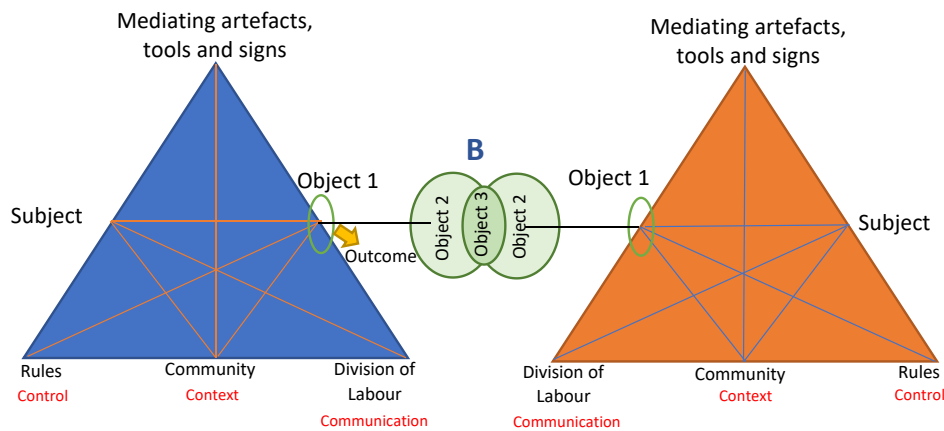 Mediating artefacts,
tools and signs
Mediating artefacts,
tools and signs
B
Object 1
Object 1
Subject
Object 2
Object 3
Object 2
Subject
Outcome
Rules
Control
Community
Context
Division of
Labour
Communication
Division of
Labour
Communication
Community
Context
Rules
Control